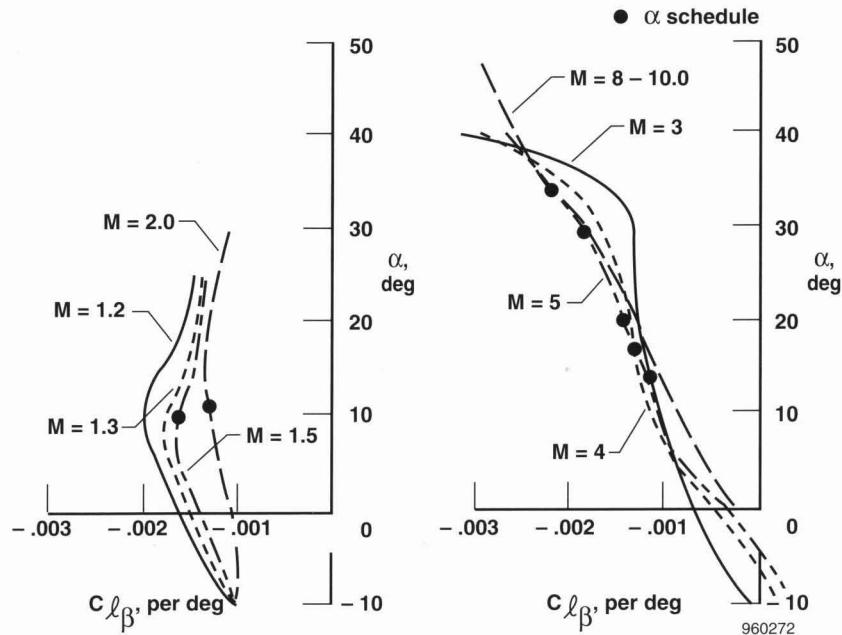 ● α schedule
50
40
30
20
10
0
– 10
α,
deg
M = 2.0
M = 1.2
M = 1.3
M = 1.5
– .003
– .002
– .001
C ℓβ, per deg
50
40
30
20
10
0
– 10
α,
deg
M = 8 – 10.0
M = 3
M = 5
M = 4
– .003
– .002
– .001
C ℓβ, per deg
960272